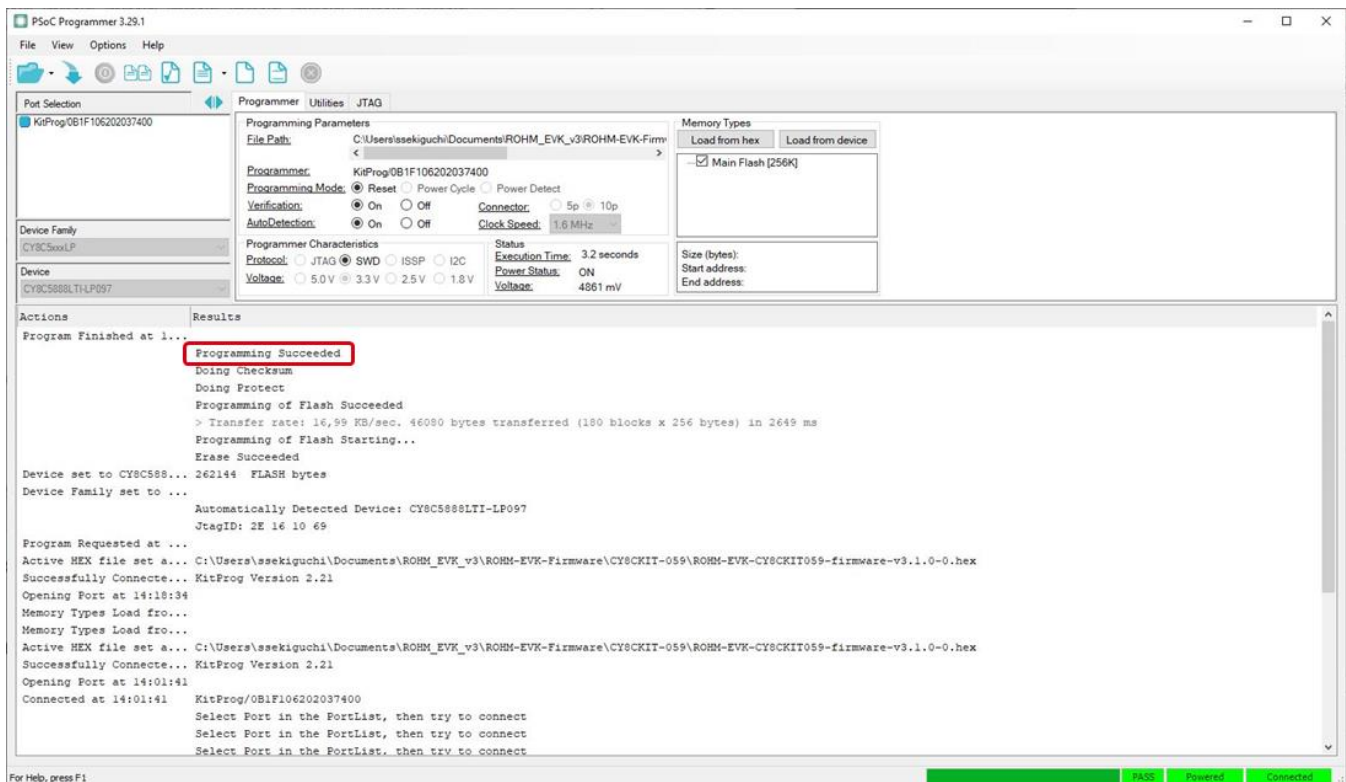 PSoC Programmer 3.29.1
File View Options Help
Port Selection
KitProg/0B1F106202037400
Device Family
CY8C5xxxLP
Device
CY8C5888LTI-LP097
Programmer Utilities JTAG
Programming Parameters
File Path: C:\Users\ssekiguchi\Documents\ROHM_EVK_v3\ROHM-EVK-Firmw
Programmer: KitProg/0B1F106202037400
Programming Mode: Reset Power Cycle Power Detect
Verification: On Off Connector: 5p 10p
AutoDetection: On Off Clock Speed: 1.6 MHz
Programmer Characteristics
Protocol: JTAG SWD ISSP I2C
Voltage: 5.0 V 3.3 V 2.5 V 1.8 V
Status
Execution Time: 3.2 seconds
Power Status: ON
Voltage: 4861 mV
Memory Types
Load from hex Load from device
Main Flash [256K]
Size (bytes):
Start address:
End address:
Actions Results
Program Finished at 1...
Programming Succeeded
Doing Checksum
Doing Protect
Programming of Flash Succeeded
> Transfer rate: 16,99 KB/sec. 46080 bytes transferred (180 blocks x 256 bytes) in 2649 ms
Programming of Flash Starting...
Erase Succeeded
Device set to CY8C588... 262144 FLASH bytes
Device Family set to ...
Automatically Detected Device: CY8C5888LTI-LP097
JtagID: 2E 16 10 69
Program Requested at ...
Active HEX file set a... C:\Users\ssekiguchi\Documents\ROHM_EVK_v3\ROHM-EVK-Firmware\CY8CKIT-059\ROHM-EVK-CY8CKIT059-firmware-v3.1.0-0.hex
Successfully Connecte... KitProg Version 2.21
Opening Port at 14:18:34
Memory Types Load fro...
Memory Types Load fro...
Active HEX file set a... C:\Users\ssekiguchi\Documents\ROHM_EVK_v3\ROHM-EVK-Firmware\CY8CKIT-059\ROHM-EVK-CY8CKIT059-firmware-v3.1.0-0.hex
Successfully Connecte... KitProg Version 2.21
Opening Port at 14:01:41
Connected at 14:01:41 KitProg/0B1F106202037400
Select Port in the PortList, then try to connect
Select Port in the PortList, then try to connect
Select Port in the PortList, then try to connect
For Help, press F1 PASS Powered Connected